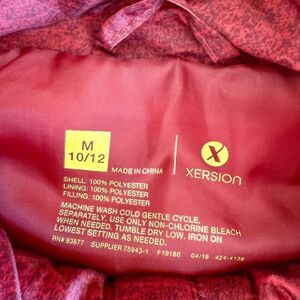 M
10/12
MADE IN CHINA
X
XERSION
SHELL: 100% POLYESTER
LINING: 100% POLYESTER
FILLING: 100% POLYESTER
MACHINE WASH COLD GENTLE CYCLE.
SEPARATELY. USE ONLY NON-CHLORINE BLEACH
WHEN NEEDED. TUMBLE DRY LOW. IRON ON
LOWEST SETTING AS NEEDED.
RN# 93677 SUPPLIER 75943-1 F19180 04/18